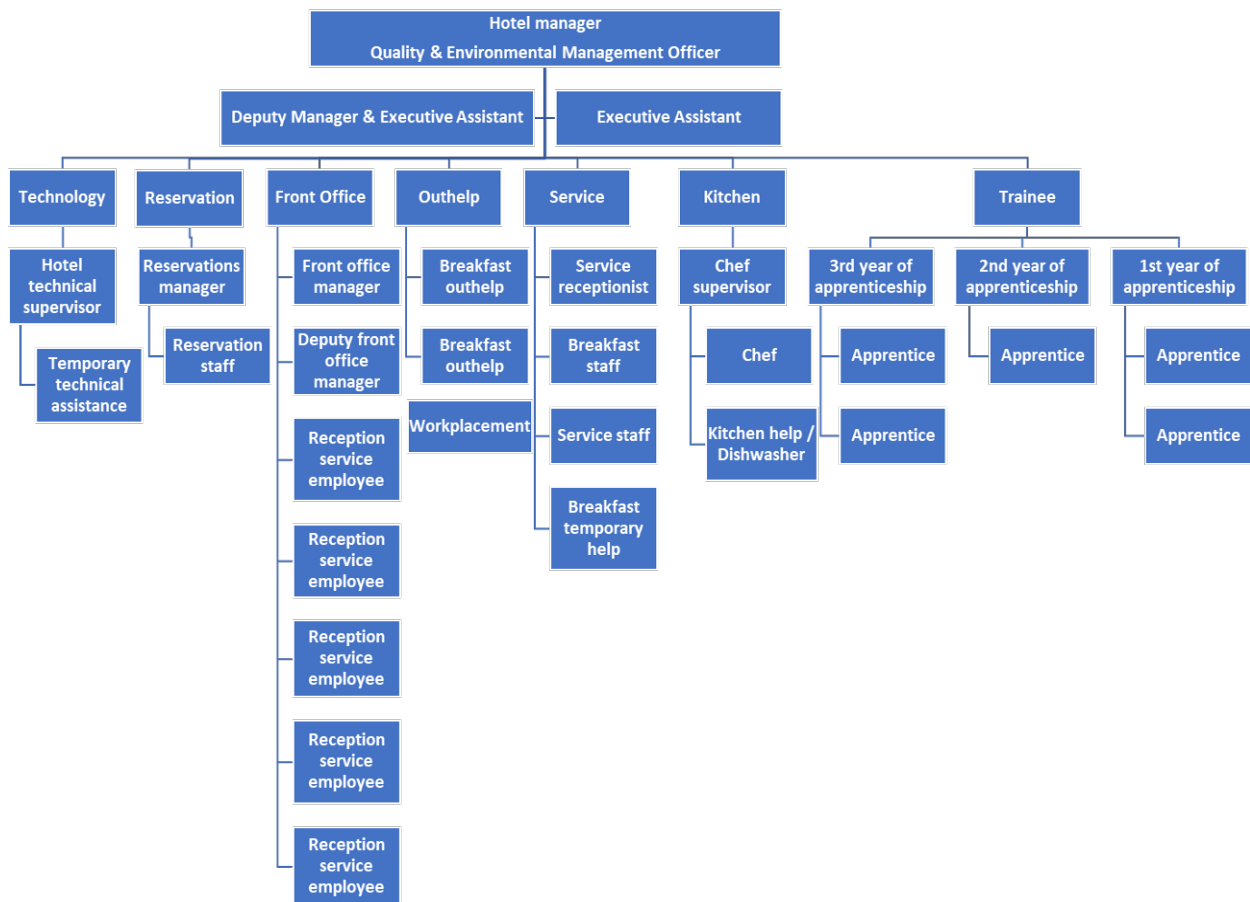 Hotel manager
Quality & Environmental Management Officer
Deputy Manager & Executive Assistant
Executive Assistant
Technology
Reservation
Front Office
Outhelp
Service
Kitchen
Trainee
Hotel
technical
supervisor
Temporary
technical
assistance
Reservations
manager
Reservation
staff
Front office
manager
Deputy front
office
manager
Reception
service
employee
Reception
service
employee
Reception
service
employee
Reception
service
employee
Reception
service
employee
Breakfast
outhelp
Breakfast
outhelp
Workplacement
Service
receptionist
Breakfast
staff
Service staff
Breakfast
temporary
help
Chef
supervisor
Chef
Kitchen help /
Dishwasher
3rd year of
apprenticeship
Apprentice
Apprentice
2nd year of
apprenticeship
Apprentice
1st year of
apprenticeship
Apprentice
Apprentice